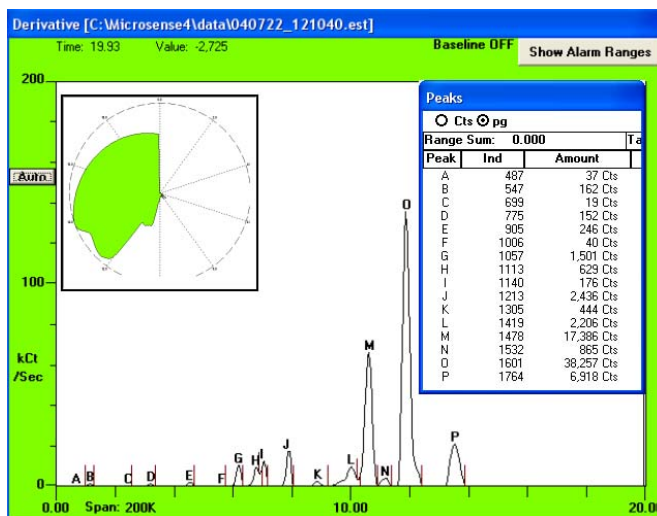 Derivative [C:\Microsense4\data\040722_121040.est]
Time: 19.93 Value: -2,725 Baseline OFF Show Alarm Ranges
200
Auto
100
kCt
/Sec
0
0.00 Span: 200K 10.00 20.0
A B C D E F G H I J K L M N O P
Peaks
Cts pg
Range Sum: 0.000 Ta
Peak Ind Amount
A 487 37 Cts
B 547 162 Cts
C 699 19 Cts
D 775 152 Cts
E 905 246 Cts
F 1006 40 Cts
G 1057 1,501 Cts
H 1113 629 Cts
I 1140 176 Cts
J 1213 2,436 Cts
K 1305 444 Cts
L 1419 2,206 Cts
M 1478 17,386 Cts
N 1532 865 Cts
O 1601 38,257 Cts
P 1764 6,918 Cts